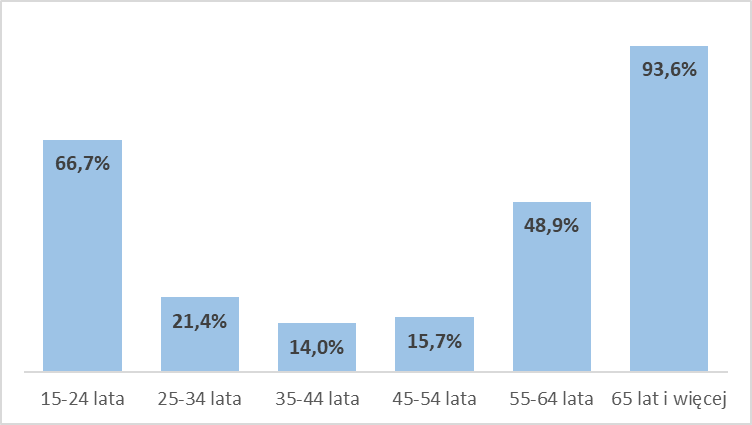 93,6%
66,7%
48,9%
21,4%
14,0%
15,7%
15-24 lata
25-34 lata
35-44 lata
45-54 lata
55-64 lata
65 lat i więcej